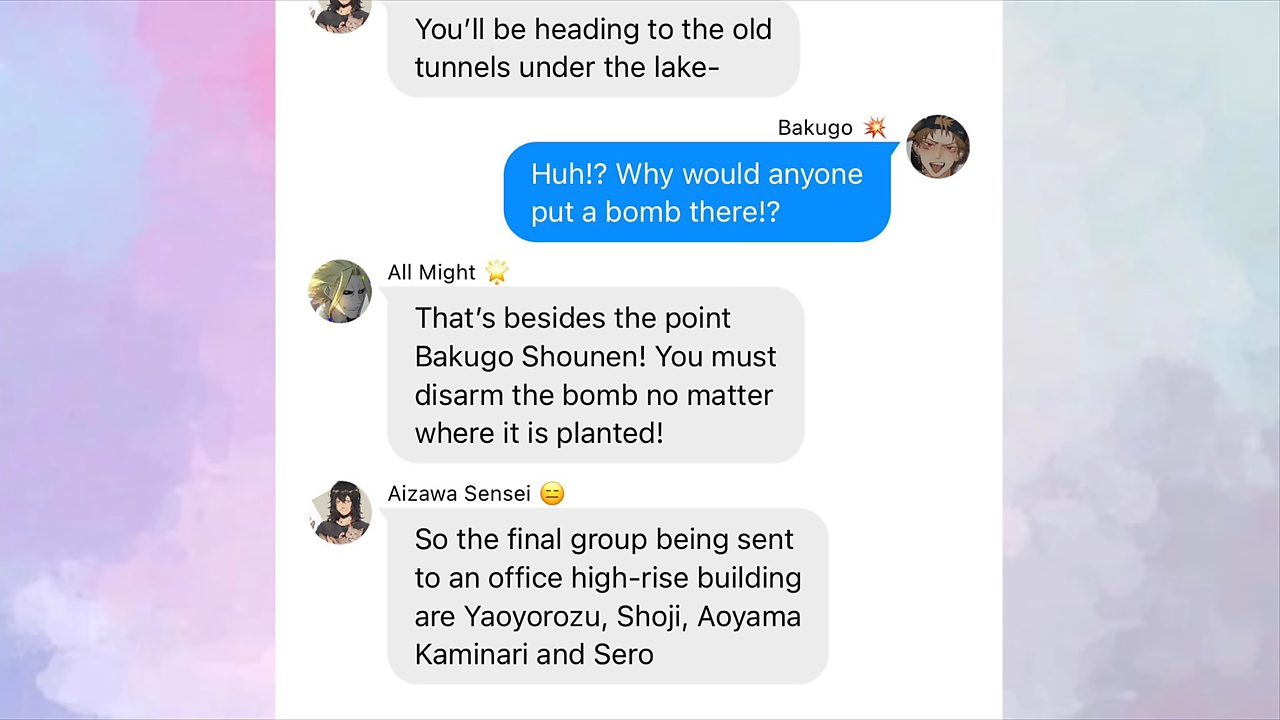 You’ll be heading to the old
tunnels under the lake-
Bakugo 💥
Huh!? Why would anyone
put a bomb there!?
All Might 🌟
That’s besides the point
Bakugo Shounen! You must
disarm the bomb no matter
where it is planted!
Aizawa Sensei 😑
So the final group being sent
to an office high-rise building
are Yaoyorozu, Shoji, Aoyama
Kaminari and Sero